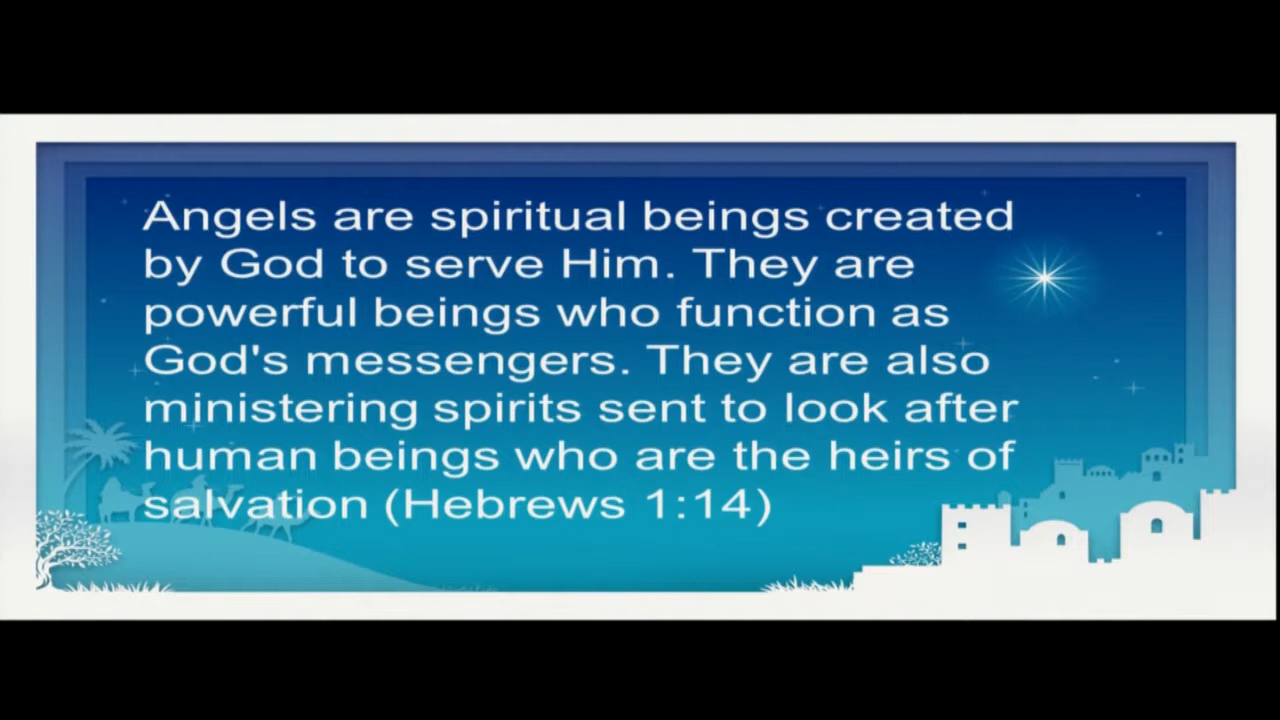 Angels are spiritual beings created
by God to serve Him. They are
powerful beings who function as
God's messengers. They are also
ministering spirits sent to look after
human beings who are the heirs of
salvation (Hebrews 1:14)